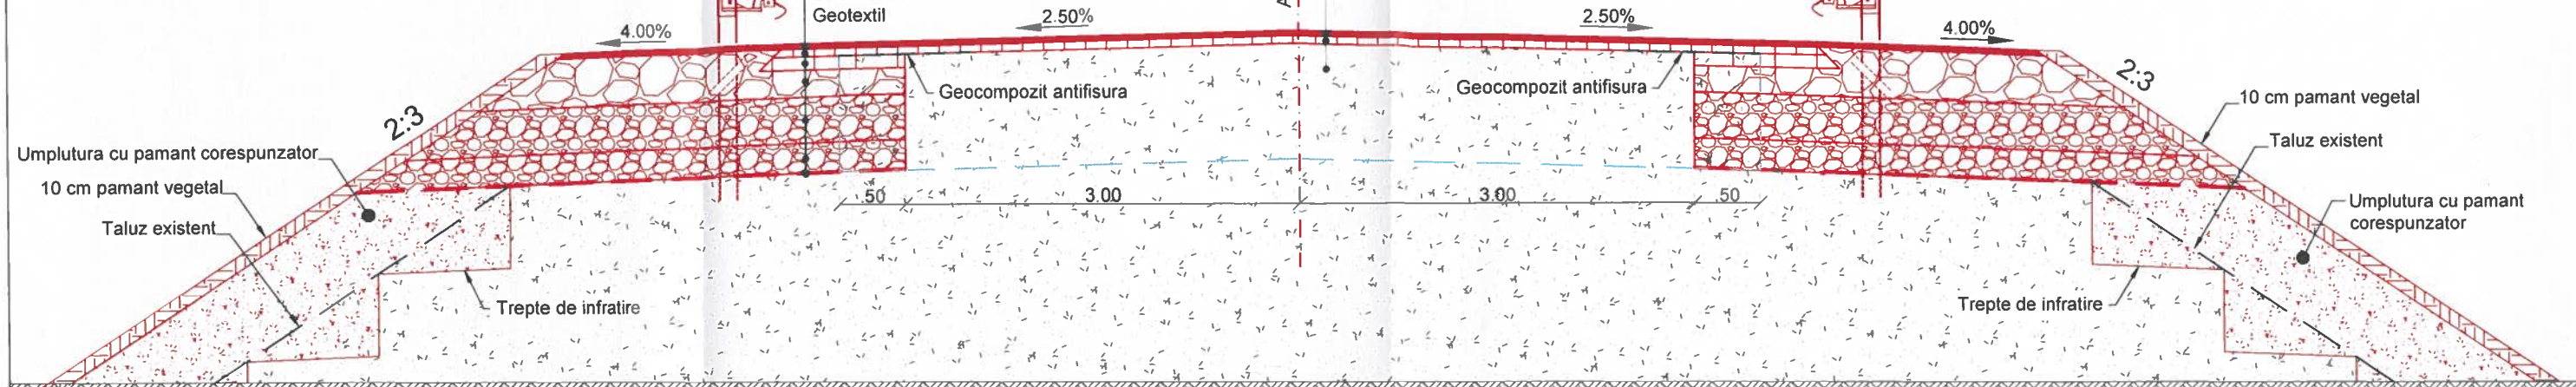 Geotextil
A
4.00%
2.50%
2.50%
4.00%
Geocompozit antifisura
Geocompozit antifisura
2:3
2:3
10 cm pamant vegetal
Taluz existent
Umplutura cu pamant corespunzator
10 cm pamant vegetal
Taluz existent
.50
3.00
3.00
.50
Umplutura cu pamant
corespunzator
Trepte de infratire
Trepte de infratire